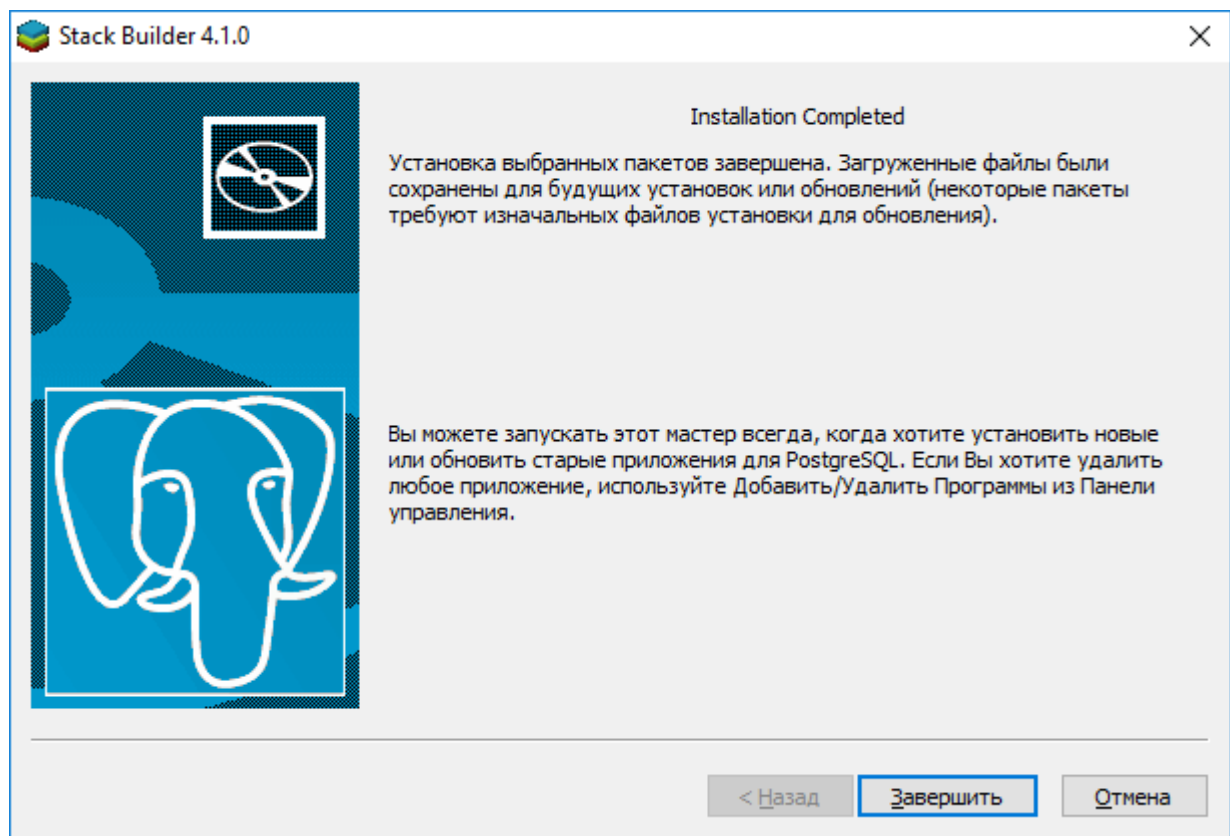 Stack Builder 4.1.0
Installation Completed
Установка выбранных пакетов завершена. Загруженные файлы были
сохранены для будущих установок или обновлений (некоторые пакеты
требуют изначальных файлов установки для обновления).
Вы можете запускать этот мастер всегда, когда хотите установить новые
или обновить старые приложения для PostgreSQL. Если Вы хотите удалить
любое приложение, используйте Добавить/Удалить Программы из Панели
управления.
< Назад
Завершить
Отмена